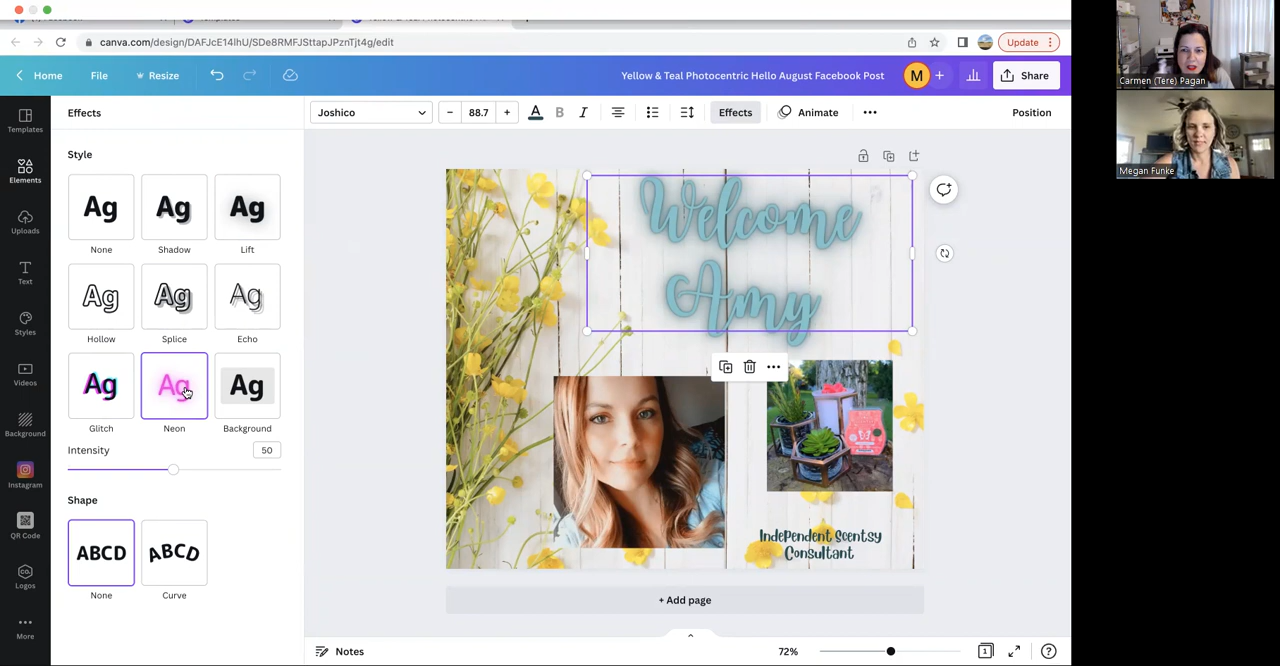 canva.com/design/DAFJcE14lhU/SDe8RMFJSttapJPznTjt4g/edit
Update
Home
File
Resize
Yellow & Teal Photocentric Hello August Facebook Post
M
+
Share
Carmen (Tere) Pagan
Megan Funke
Templates
Elements
Uploads
Text
Styles
Videos
Background
Instagram
QR Code
Logos
More
Effects
Style
Ag
None
Ag
Shadow
Ag
Lift
Ag
Hollow
Ag
Splice
Ag
Echo
Ag
Glitch
Ag
Neon
Ag
Background
Intensity
50
Shape
ABCD
None
ABCD
Curve
Joshico
− 88.7 +
A
B
I
Effects
Animate
Position
Welcome
Amy
Independent Scentsy
Consultant
+ Add page
Notes
72%
1
?